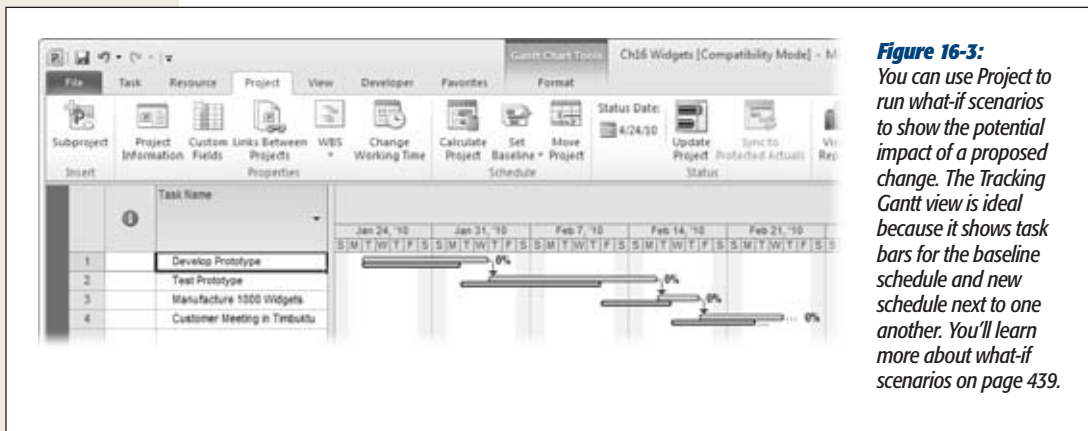 Gantt Chart Tools Ch16 Widgets [Compatibility Mode] - M
File Task Resource Project View Developer Favorites Format
Subproject
Project Information
Custom Fields
Links Between Projects
WBS
Change Working Time
Calculate Project
Set Baseline
Move Project
Status Date:
4/24/10
Update Project
Sync to Protected Actuals
Insert Properties Schedule Status
Task Name
Jan 24, '10 Jan 31, '10 Feb 7, '10 Feb 14, '10 Feb 21, '10
S M T W T F S S M T W T F S S M T W T F S S M T W T F S S M T W T F S
1 Develop Prototype 0%
2 Test Prototype 0%
3 Manufacture 1000 Widgets 0%
4 Customer Meeting in Timbuktu 0%
Figure 16-3:
You can use Project to
run what-if scenarios
to show the potential
impact of a proposed
change. The Tracking
Gantt view is ideal
because it shows task
bars for the baseline
schedule and new
schedule next to one
another. You'll learn
more about what-if
scenarios on page 439.